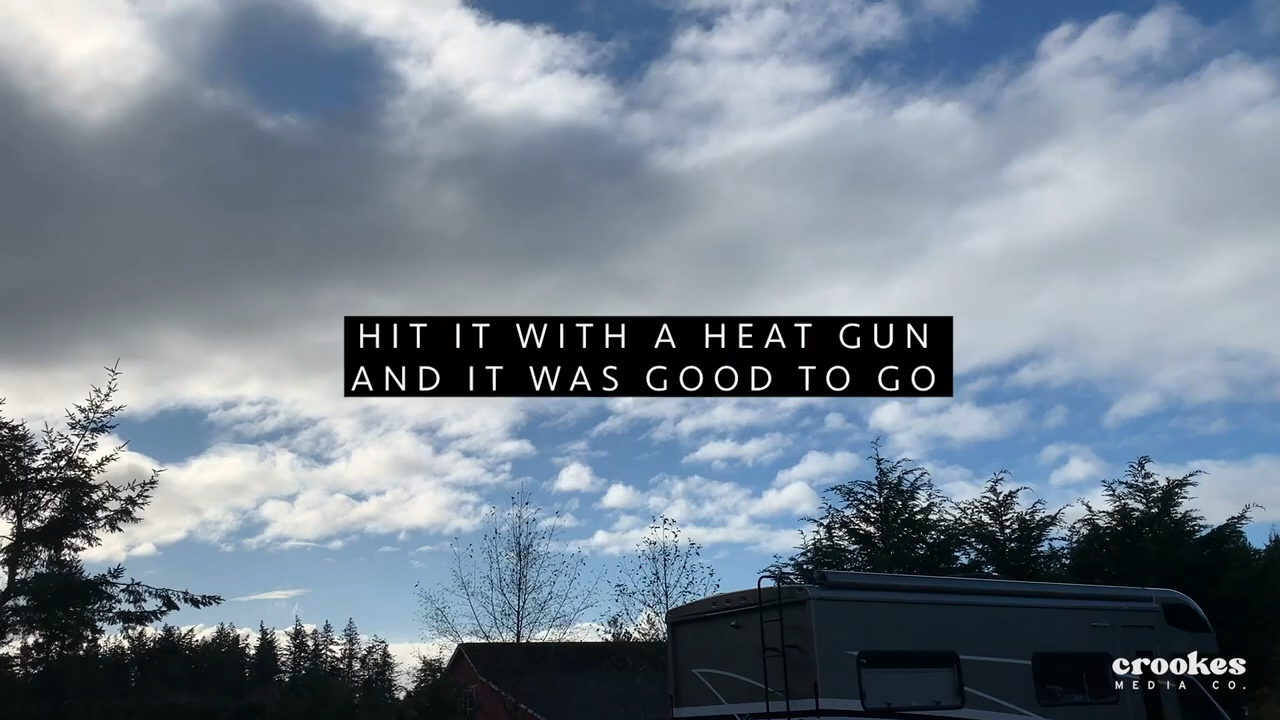 HIT IT WITH A HEAT GUN
AND IT WAS GOOD TO GO
crookes
MEDIA CO.